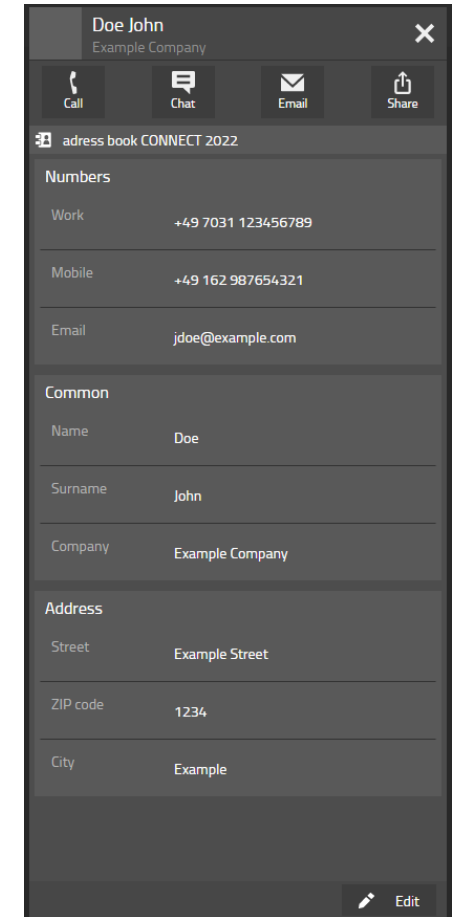 Doe John
Example Company
Call Chat Email Share
adress book CONNECT 2022
Numbers
Work +49 7031 123456789
Mobile +49 162 987654321
Email jdoe@example.com
Common
Name Doe
Surname John
Company Example Company
Address
Street Example Street
ZIP code 1234
City Example
Edit